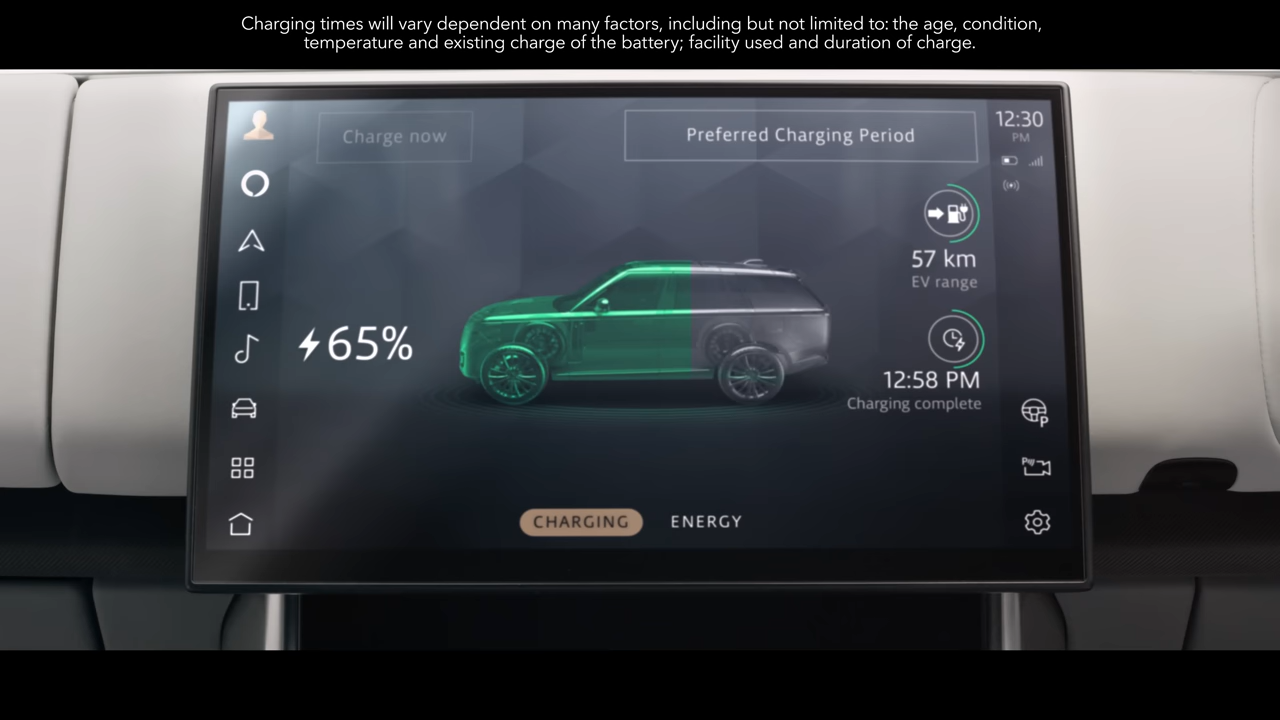 Charging times will vary dependent on many factors, including but not limited to: the age, condition,
temperature and existing charge of the battery; facility used and duration of charge.
Charge now
Preferred Charging Period
12:30
PM
57 km
EV range
65%
12:58 PM
Charging complete
P
P
CHARGING
ENERGY